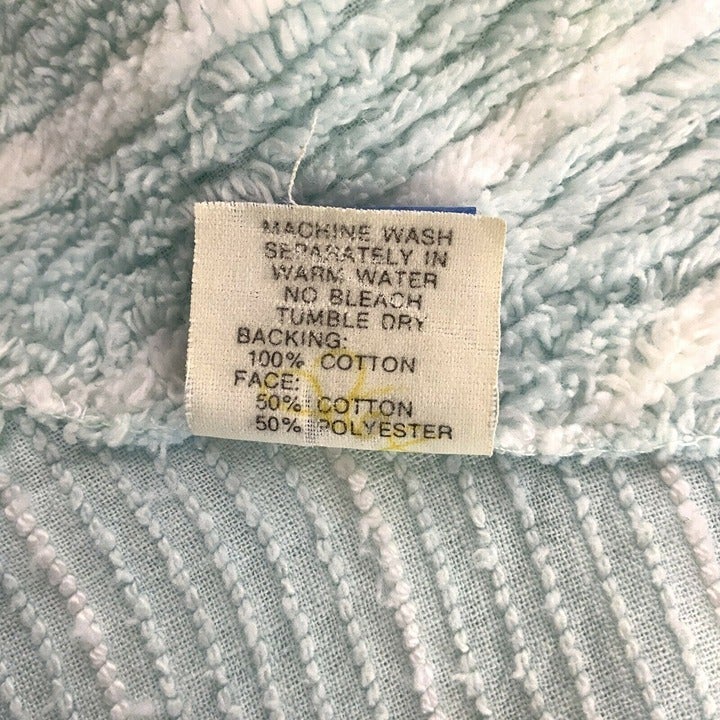 MACHINE WASH
SEPARATELY IN
WARM WATER
NO BLEACH
TUMBLE DRY
BACKING:
100% COTTON
FACE:
50% COTTON
50% POLYESTER